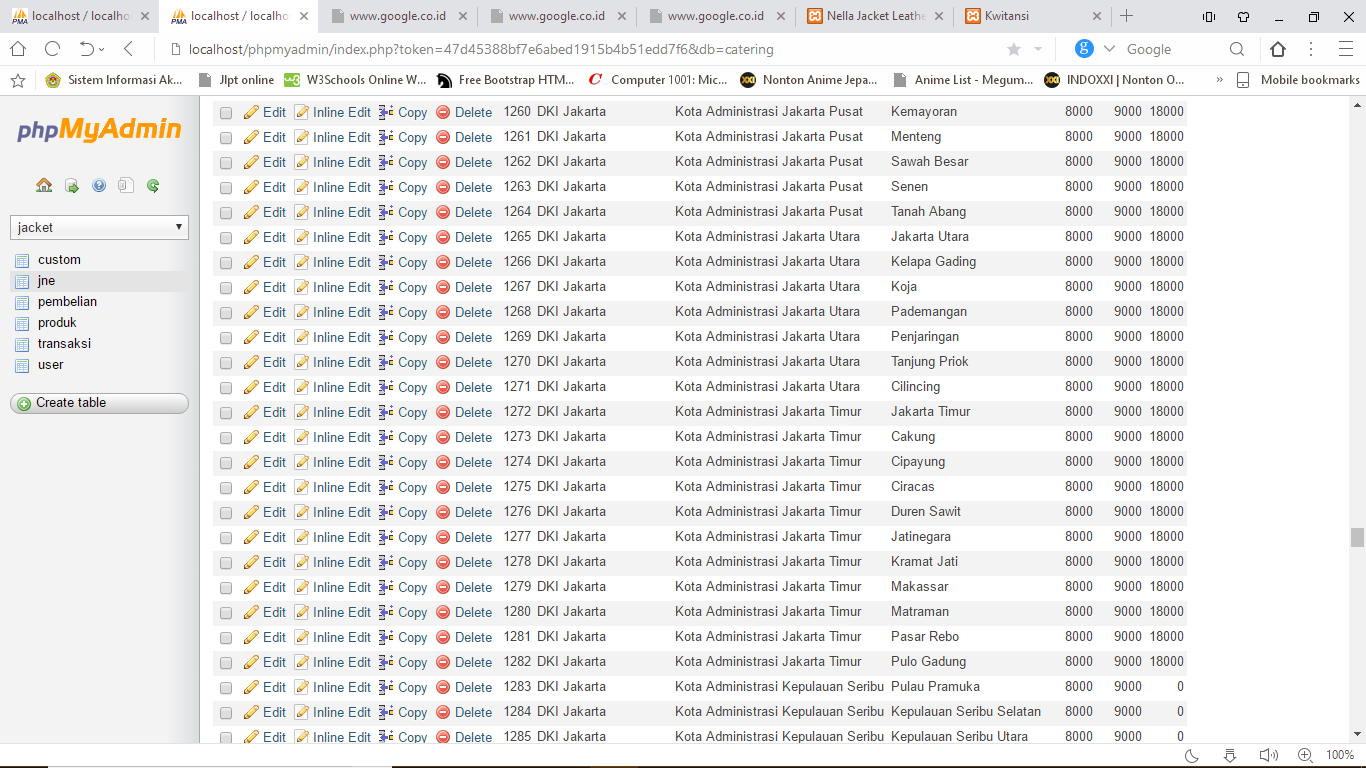 localhost / localho
localhost / localho
www.google.co.id
www.google.co.id
www.google.co.id
Nella Jacket Leathe
Kwitansi
localhost/phpmyadmin/index.php?token=47d45388bf7e6abed1915b4b51edd7f6&db=catering
Google
Sistem Informasi Ak...
Jlpt online
W3Schools Online W...
Free Bootstrap HTM...
Computer 1001: Mic...
Nonton Anime Jepa...
Anime List - Megum...
INDOXXI | Nonton O...
»
Mobile bookmarks
phpMyAdmin
jacket
custom
jne
pembelian
produk
transaksi
user
Create table
Edit Inline Edit Copy Delete 1260 DKI Jakarta Kota Administrasi Jakarta Pusat Kemayoran 8000 9000 18000
Edit Inline Edit Copy Delete 1261 DKI Jakarta Kota Administrasi Jakarta Pusat Menteng 8000 9000 18000
Edit Inline Edit Copy Delete 1262 DKI Jakarta Kota Administrasi Jakarta Pusat Sawah Besar 8000 9000 18000
Edit Inline Edit Copy Delete 1263 DKI Jakarta Kota Administrasi Jakarta Pusat Senen 8000 9000 18000
Edit Inline Edit Copy Delete 1264 DKI Jakarta Kota Administrasi Jakarta Pusat Tanah Abang 8000 9000 18000
Edit Inline Edit Copy Delete 1265 DKI Jakarta Kota Administrasi Jakarta Utara Jakarta Utara 8000 9000 18000
Edit Inline Edit Copy Delete 1266 DKI Jakarta Kota Administrasi Jakarta Utara Kelapa Gading 8000 9000 18000
Edit Inline Edit Copy Delete 1267 DKI Jakarta Kota Administrasi Jakarta Utara Koja 8000 9000 18000
Edit Inline Edit Copy Delete 1268 DKI Jakarta Kota Administrasi Jakarta Utara Pademangan 8000 9000 18000
Edit Inline Edit Copy Delete 1269 DKI Jakarta Kota Administrasi Jakarta Utara Penjaringan 8000 9000 18000
Edit Inline Edit Copy Delete 1270 DKI Jakarta Kota Administrasi Jakarta Utara Tanjung Priok 8000 9000 18000
Edit Inline Edit Copy Delete 1271 DKI Jakarta Kota Administrasi Jakarta Utara Cilincing 8000 9000 18000
Edit Inline Edit Copy Delete 1272 DKI Jakarta Kota Administrasi Jakarta Timur Jakarta Timur 8000 9000 18000
Edit Inline Edit Copy Delete 1273 DKI Jakarta Kota Administrasi Jakarta Timur Cakung 8000 9000 18000
Edit Inline Edit Copy Delete 1274 DKI Jakarta Kota Administrasi Jakarta Timur Cipayung 8000 9000 18000
Edit Inline Edit Copy Delete 1275 DKI Jakarta Kota Administrasi Jakarta Timur Ciracas 8000 9000 18000
Edit Inline Edit Copy Delete 1276 DKI Jakarta Kota Administrasi Jakarta Timur Duren Sawit 8000 9000 18000
Edit Inline Edit Copy Delete 1277 DKI Jakarta Kota Administrasi Jakarta Timur Jatinegara 8000 9000 18000
Edit Inline Edit Copy Delete 1278 DKI Jakarta Kota Administrasi Jakarta Timur Kramat Jati 8000 9000 18000
Edit Inline Edit Copy Delete 1279 DKI Jakarta Kota Administrasi Jakarta Timur Makassar 8000 9000 18000
Edit Inline Edit Copy Delete 1280 DKI Jakarta Kota Administrasi Jakarta Timur Matraman 8000 9000 18000
Edit Inline Edit Copy Delete 1281 DKI Jakarta Kota Administrasi Jakarta Timur Pasar Rebo 8000 9000 18000
Edit Inline Edit Copy Delete 1282 DKI Jakarta Kota Administrasi Jakarta Timur Pulo Gadung 8000 9000 18000
Edit Inline Edit Copy Delete 1283 DKI Jakarta Kota Administrasi Kepulauan Seribu Pulau Pramuka 8000 9000 0
Edit Inline Edit Copy Delete 1284 DKI Jakarta Kota Administrasi Kepulauan Seribu Kepulauan Seribu Selatan 8000 9000 0
Edit Inline Edit Copy Delete 1285 DKI Jakarta Kota Administrasi Kepulauan Seribu Kepulauan Seribu Utara 8000 9000 0
100%